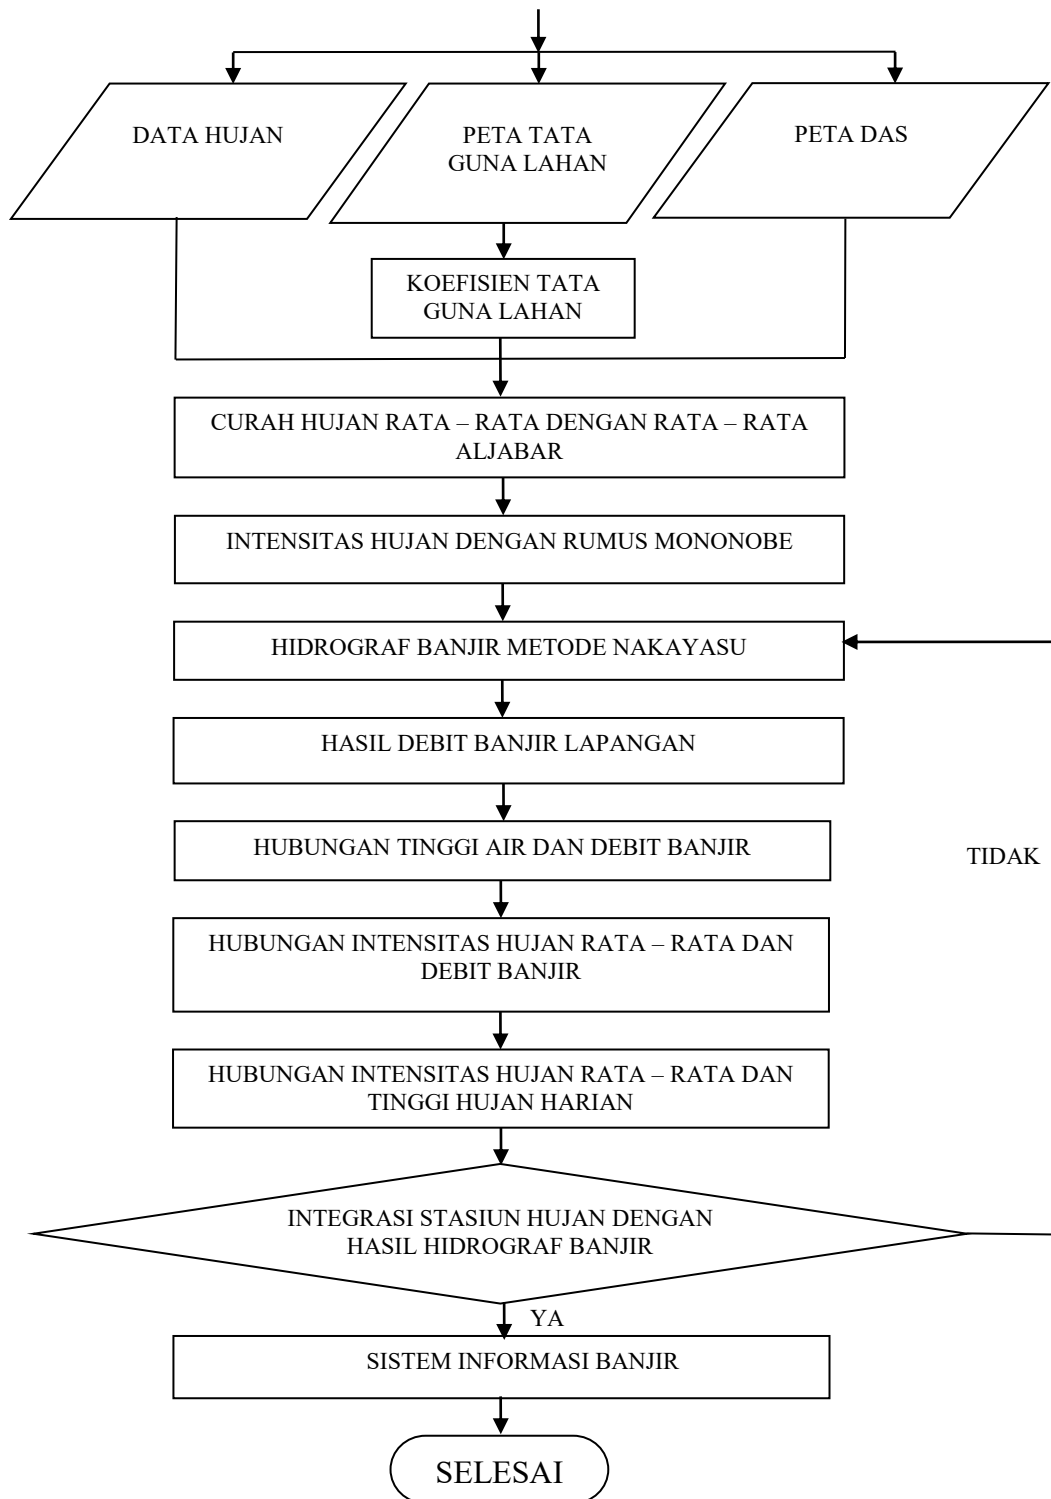 DATA HUJAN
PETA TATA
GUNA LAHAN
PETA DAS
KOEFISIEN TATA
GUNA LAHAN
CURAH HUJAN RATA – RATA DENGAN RATA – RATA
ALJABAR
INTENSITAS HUJAN DENGAN RUMUS MONONOBE
HIDROGRAF BANJIR METODE NAKAYASU
HASIL DEBIT BANJIR LAPANGAN
HUBUNGAN TINGGI AIR DAN DEBIT BANJIR
TIDAK
HUBUNGAN INTENSITAS HUJAN RATA – RATA DAN
DEBIT BANJIR
HUBUNGAN INTENSITAS HUJAN RATA – RATA DAN
TINGGI HUJAN HARIAN
INTEGRASI STASIUN HUJAN DENGAN
HASIL HIDROGRAF BANJIR
YA
SISTEM INFORMASI BANJIR
SELESAI